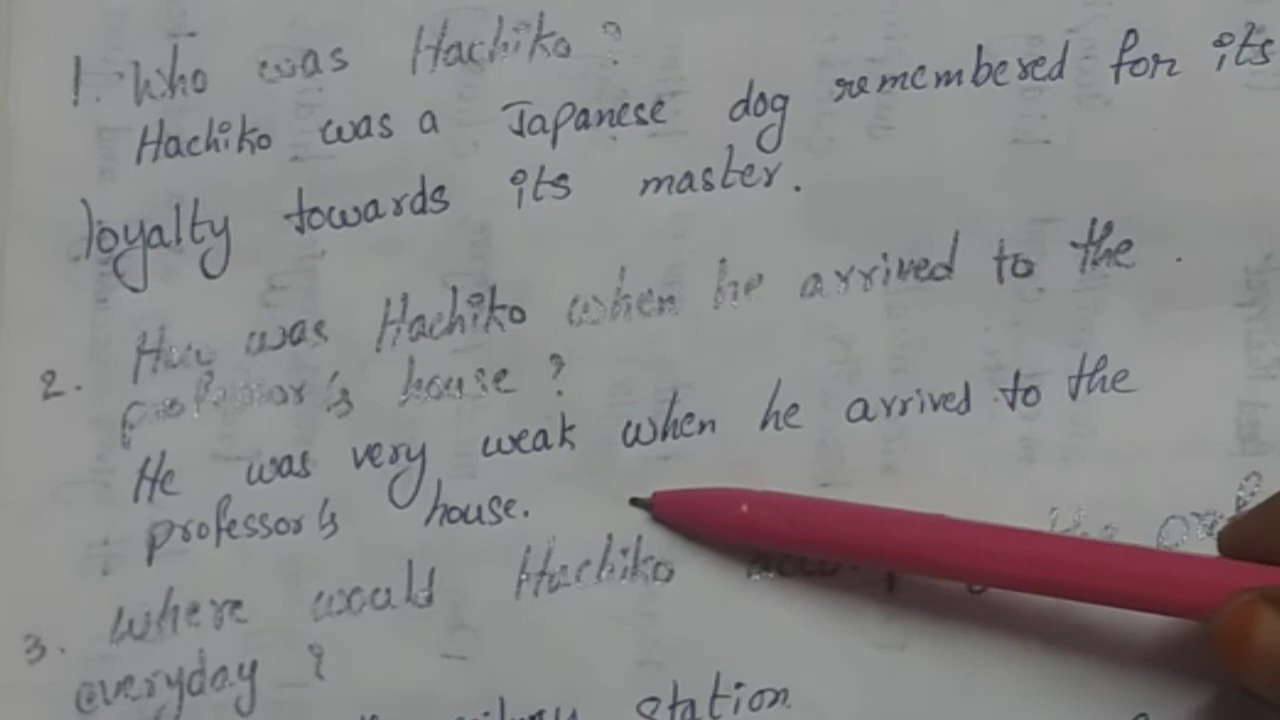 1. Who was Hachiko ?
Hachiko was a Japanese dog remembered for its
loyalty towards its master.
2. How was Hachiko when he arrived to the
professor's house ?
He was very weak when he arrived to the
professor's house.
3. Where would Hachiko the
everyday ?
station